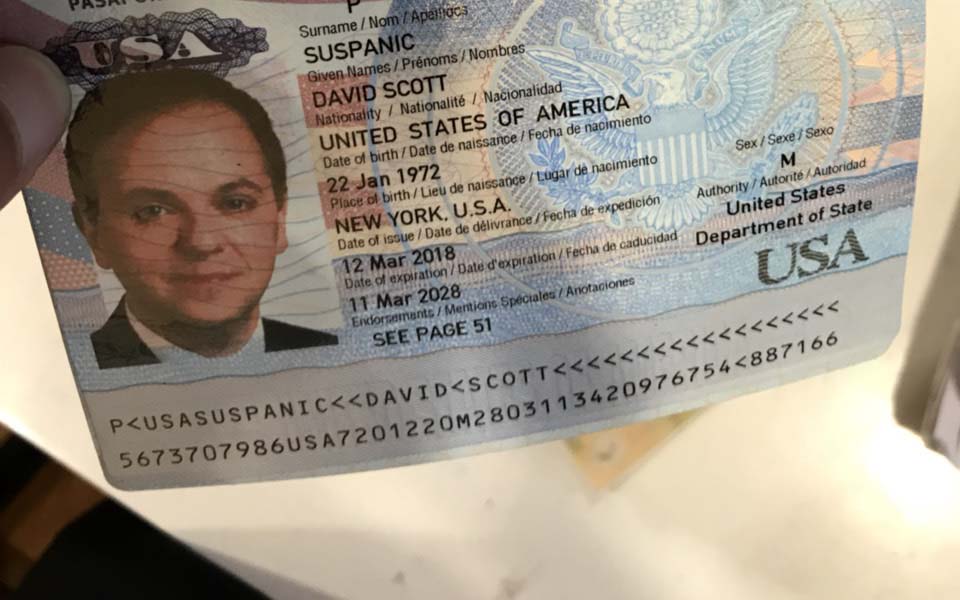 PASAPOR
USA
P
Surname / Nom / Apellidos
SUSPANIC
Given Names / Prénoms / Nombres
DAVID SCOTT
Nationality / Nationalité / Nacionalidad
UNITED STATES OF AMERICA
Date of birth / Date de naissance / Fecha de nacimiento
22 Jan 1972
Place of birth / Lieu de naissance / Lugar de nacimiento
Sex / Sexe / Sexo
NEW YORK, U.S.A.
M
Date of issue / Date de délivrance / Fecha de expedición
Authority / Autorité / Autoridad
12 Mar 2018
United States
Date of expiration / Date d'expiration / Fecha de caducidad
Department of State
11 Mar 2028
USA
Endorsements / Mentions Spéciales / Anotaciones
SEE PAGE 51
P<USASUSPANIC<<DAVID<SCOTT<<<<<<<<<<<<<<<<<<
5673707986USA7201220M2803113420976754<887166